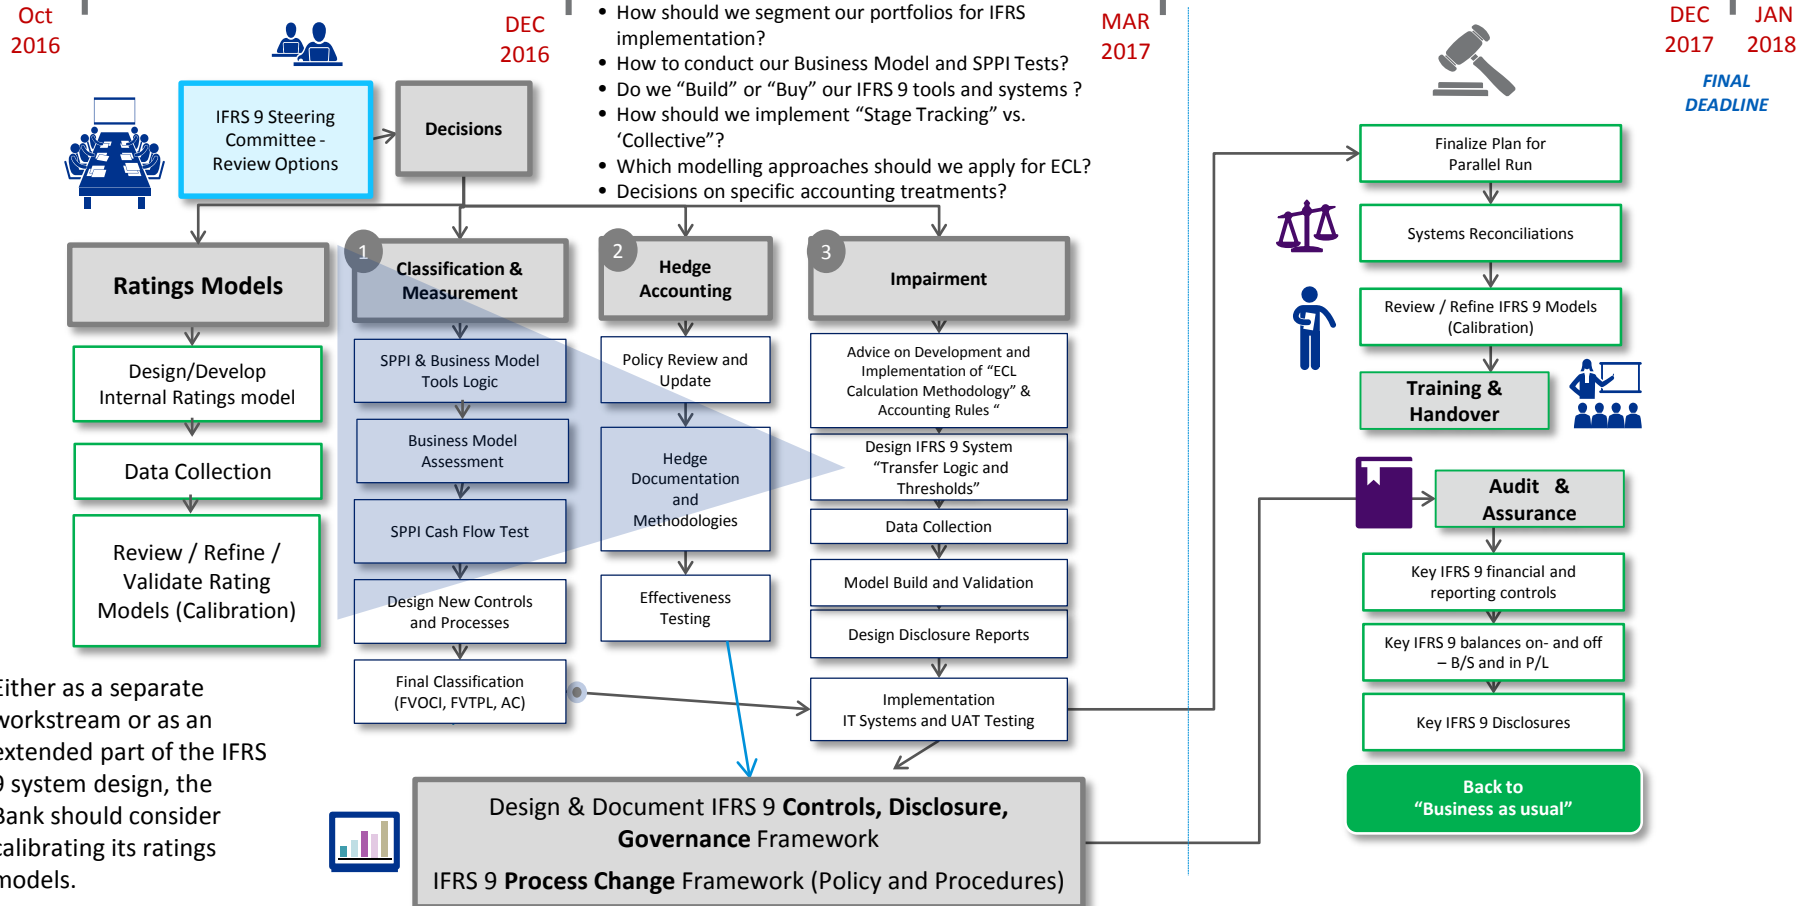 Oct
2016
DEC
2016
• How should we segment our portfolios for IFRS
implementation?
• How to conduct our Business Model and SPPI Tests?
• Do we “Build” or “Buy” our IFRS 9 tools and systems ?
• How should we implement “Stage Tracking” vs.
‘Collective”?
• Which modelling approaches should we apply for ECL?
• Decisions on specific accounting treatments?
MAR
2017
DEC
2017
JAN
2018
FINAL
DEADLINE
IFRS 9 Steering
Committee -
Review Options
Decisions
Ratings Models
Design/Develop
Internal Ratings model
Data Collection
Review / Refine /
Validate Rating
Models (Calibration)
1
Classification &
Measurement
SPPI & Business Model
Tools Logic
Business Model
Assessment
SPPI Cash Flow Test
Design New Controls
and Processes
Final Classification
(FVOCI, FVTPL, AC)
2
Hedge
Accounting
Policy Review and
Update
Hedge
Documentation
and
Methodologies
Effectiveness
Testing
3
Impairment
Advice on Development and
Implementation of “ECL
Calculation Methodology” &
Accounting Rules “
Design IFRS 9 System
“Transfer Logic and
Thresholds”
Data Collection
Model Build and Validation
Design Disclosure Reports
Implementation
IT Systems and UAT Testing
Either as a separate
workstream or as an
extended part of the IFRS
9 system design, the
Bank should consider
calibrating its ratings
models.
Design & Document IFRS 9 Controls, Disclosure,
Governance Framework
IFRS 9 Process Change Framework (Policy and Procedures)
Finalize Plan for
Parallel Run
Systems Reconciliations
Review / Refine IFRS 9 Models
(Calibration)
Training &
Handover
Audit &
Assurance
Key IFRS 9 financial and
reporting controls
Key IFRS 9 balances on- and off
– B/S and in P/L
Key IFRS 9 Disclosures
Back to
“Business as usual”